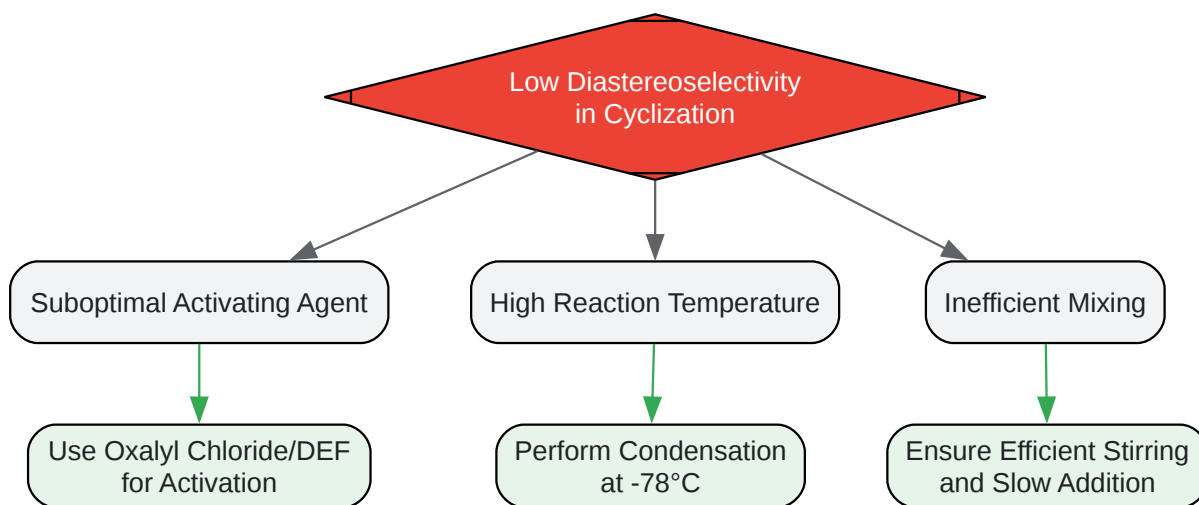 Low Diastereoselectivity
in Cyclization
Suboptimal Activating Agent
High Reaction Temperature
Inefficient Mixing
Use Oxalyl Chloride/DEF
for Activation
Perform Condensation
at -78°C
Ensure Efficient Stirring
and Slow Addition